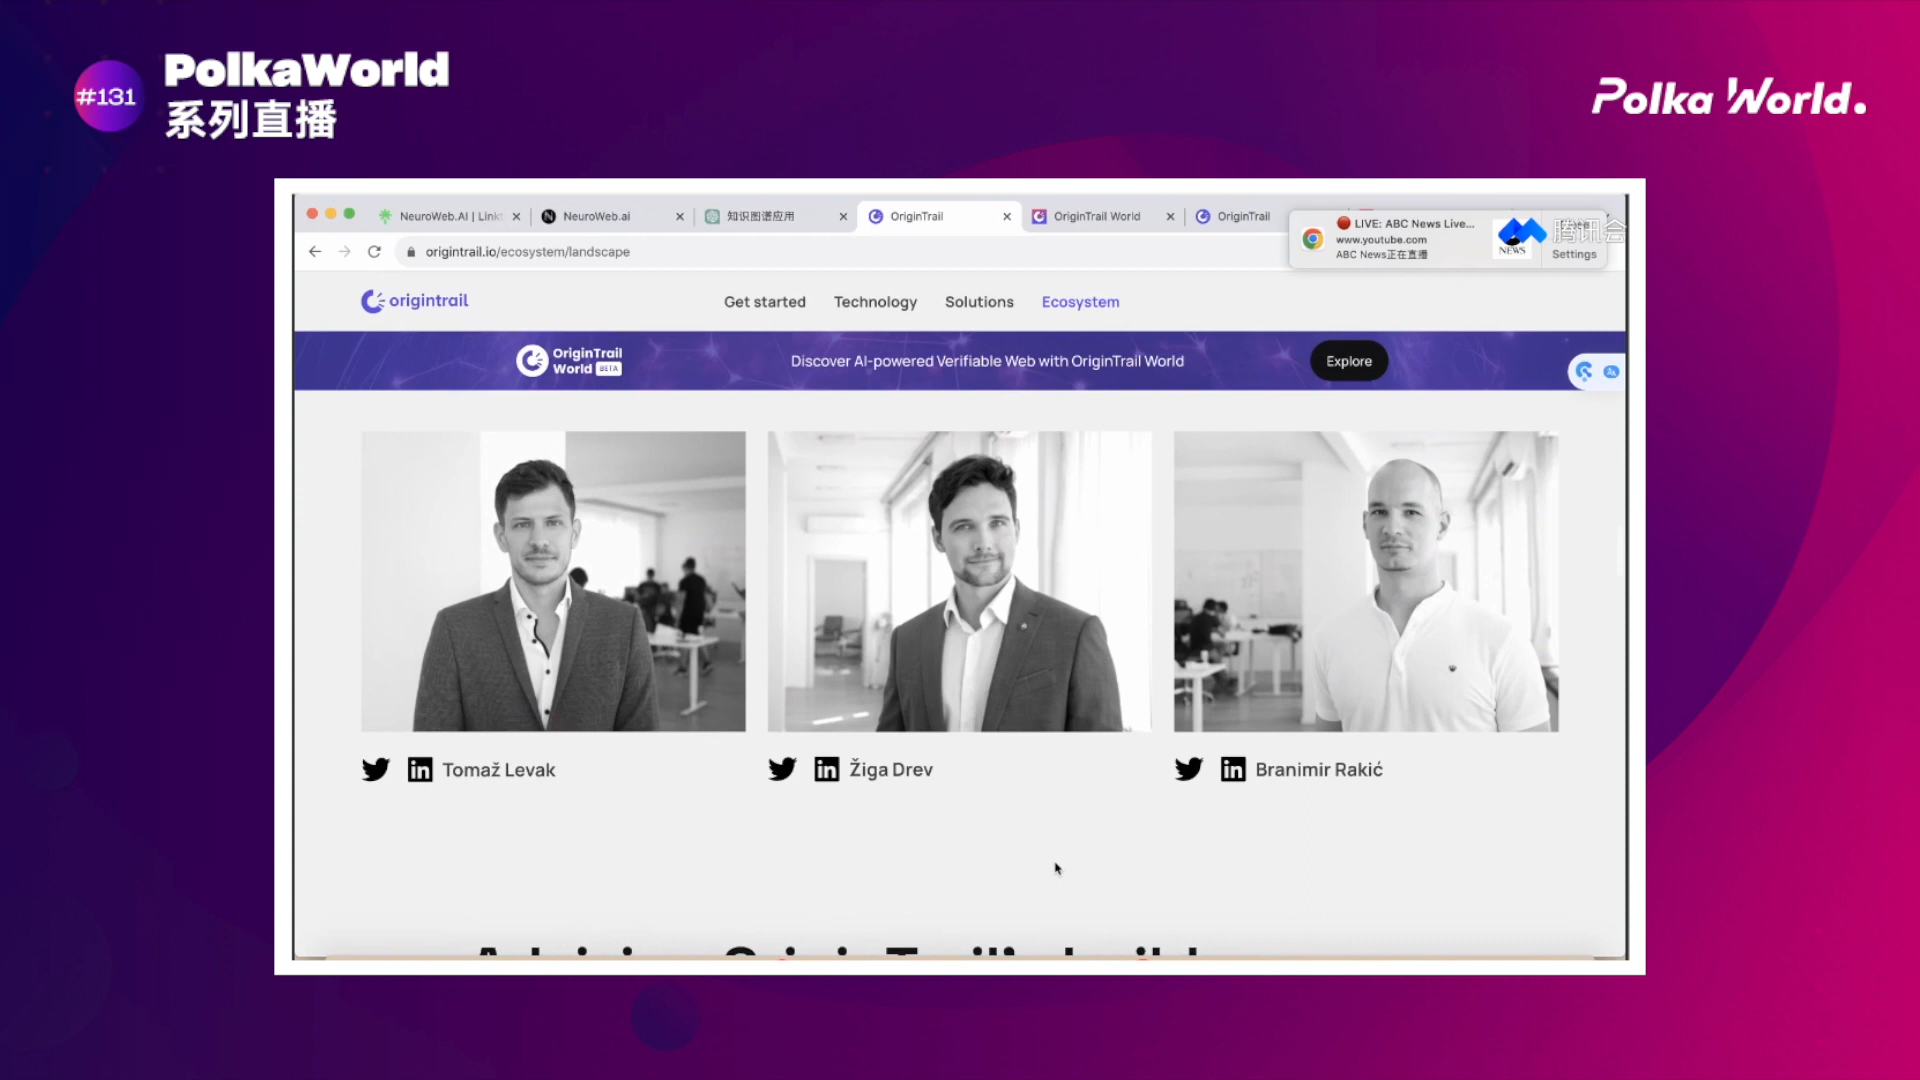 #131
PolkaWorld
系列直播
Polka World.
NeuroWeb.AI | Link
NeuroWeb.ai
知识图谱应用
OriginTrail
OriginTrail World
OriginTrail
LIVE: ABC News Live...
www.youtube.com
ABC News正在直播
NEWS
腾讯会
Settings
origintrail.io/ecosystem/landscape
origintrail
Get started
Technology
Solutions
Ecosystem
OriginTrail
World BETA
Discover AI-powered Verifiable Web with OriginTrail World
Explore
Tomaž Levak
Žiga Drev
Branimir Rakić